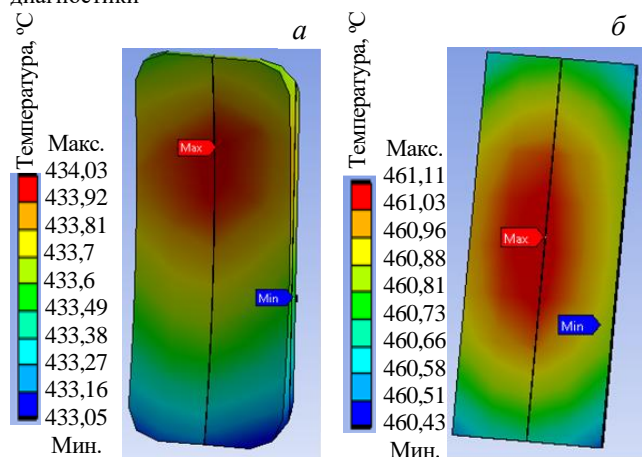 диагностики
а
Температура, ºС
Макс.
434,03
433,92
433,81
433,7
433,6
433,49
433,38
433,27
433,16
433,05
Мин.
Max
Min
б
Температура, ºС
Макс.
461,11
461,03
460,96
460,88
460,81
460,73
460,66
460,58
460,51
460,43
Мин.
Max
Min